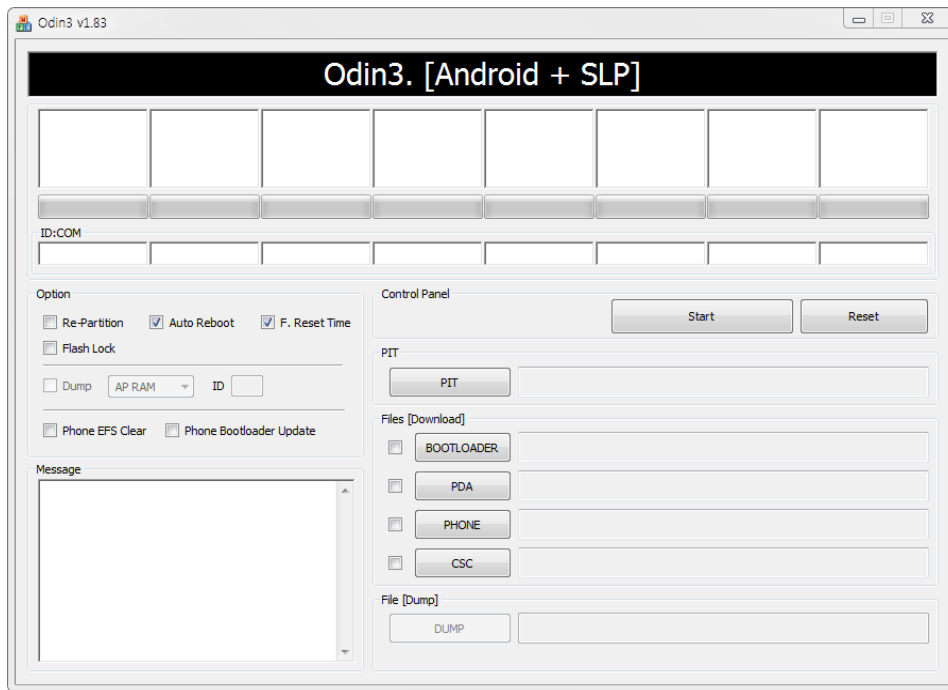 Odin3 v1.83
Odin3. [Android + SLP]
ID:COM
Option
Re-Partition Auto Reboot F. Reset Time
Flash Lock
Dump AP RAM ID
Phone EFS Clear Phone Bootloader Update
Message
Control Panel
Start Reset
PIT
PIT
Files [Download]
BOOTLOADER
PDA
PHONE
CSC
File [Dump]
DUMP